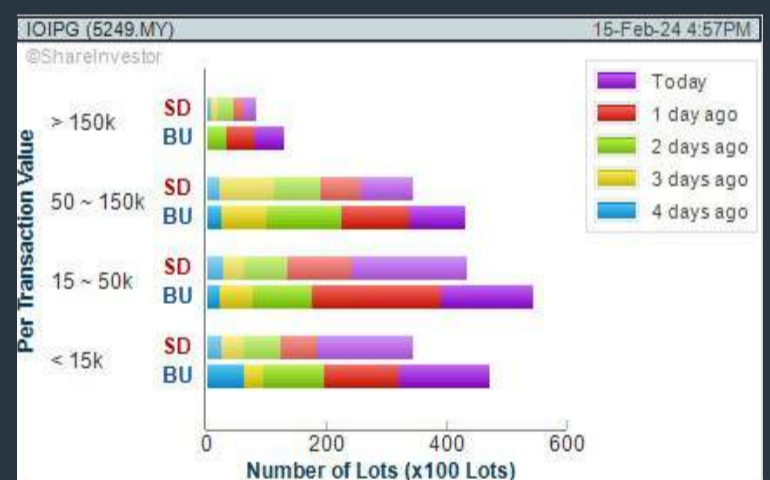 IOIPG (5249.MY) 15-Feb-24 4:57PM
©ShareInvestor
Today
1 day ago
2 days ago
3 days ago
4 days ago
Per Transaction Value
> 150k
SD
BU
50 ~ 150k
SD
BU
15 ~ 50k
SD
BU
< 15k
SD
BU
0 200 400 600
Number of Lots (x100 Lots)